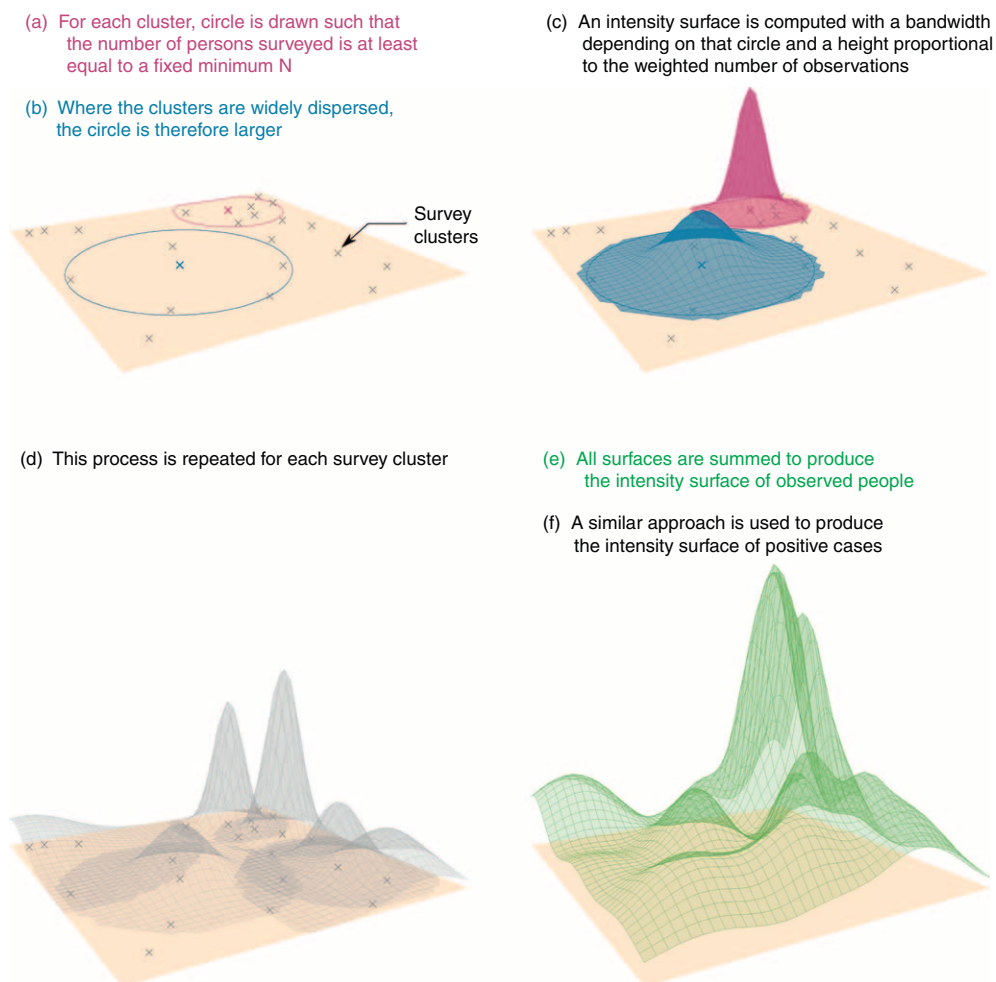 (a) For each cluster, circle is drawn such that
the number of persons surveyed is at least
equal to a fixed minimum N
(b) Where the clusters are widely dispersed,
the circle is therefore larger
Survey
clusters
(c) An intensity surface is computed with a bandwidth
depending on that circle and a height proportional
to the weighted number of observations
(d) This process is repeated for each survey cluster
(e) All surfaces are summed to produce
the intensity surface of observed people
(f) A similar approach is used to produce
the intensity surface of positive cases